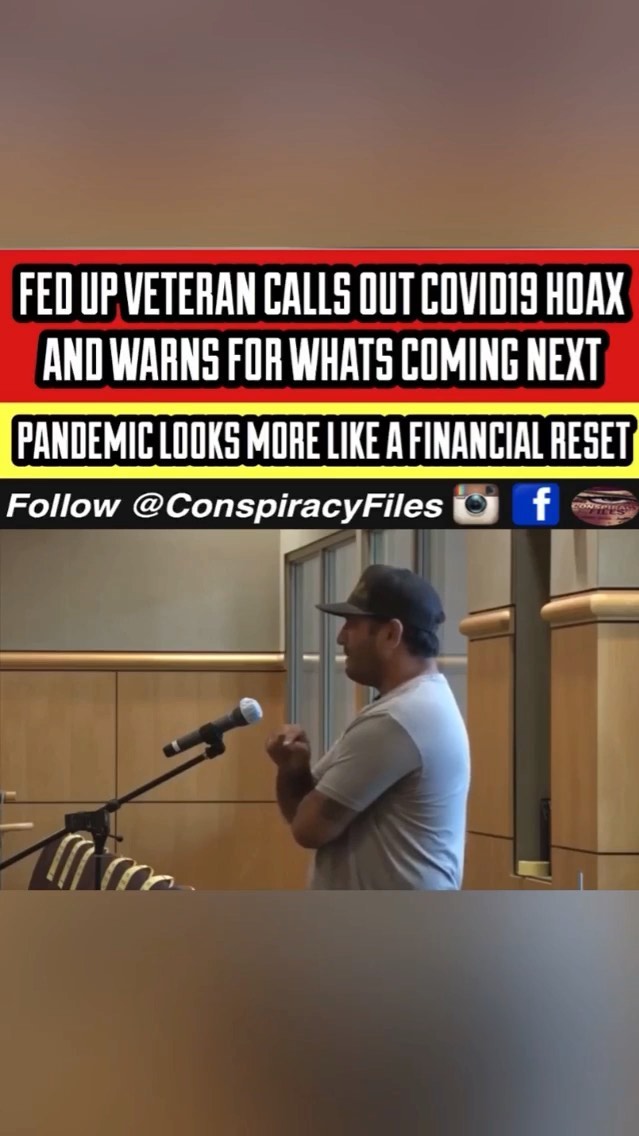 FED UP VETERAN CALLS OUT COVID19 HOAX
AND WARNS FOR WHATS COMING NEXT
PANDEMIC LOOKS MORE LIKE A FINANCIAL RESET
Follow @ConspiracyFiles
CONSPIRACY
FILES